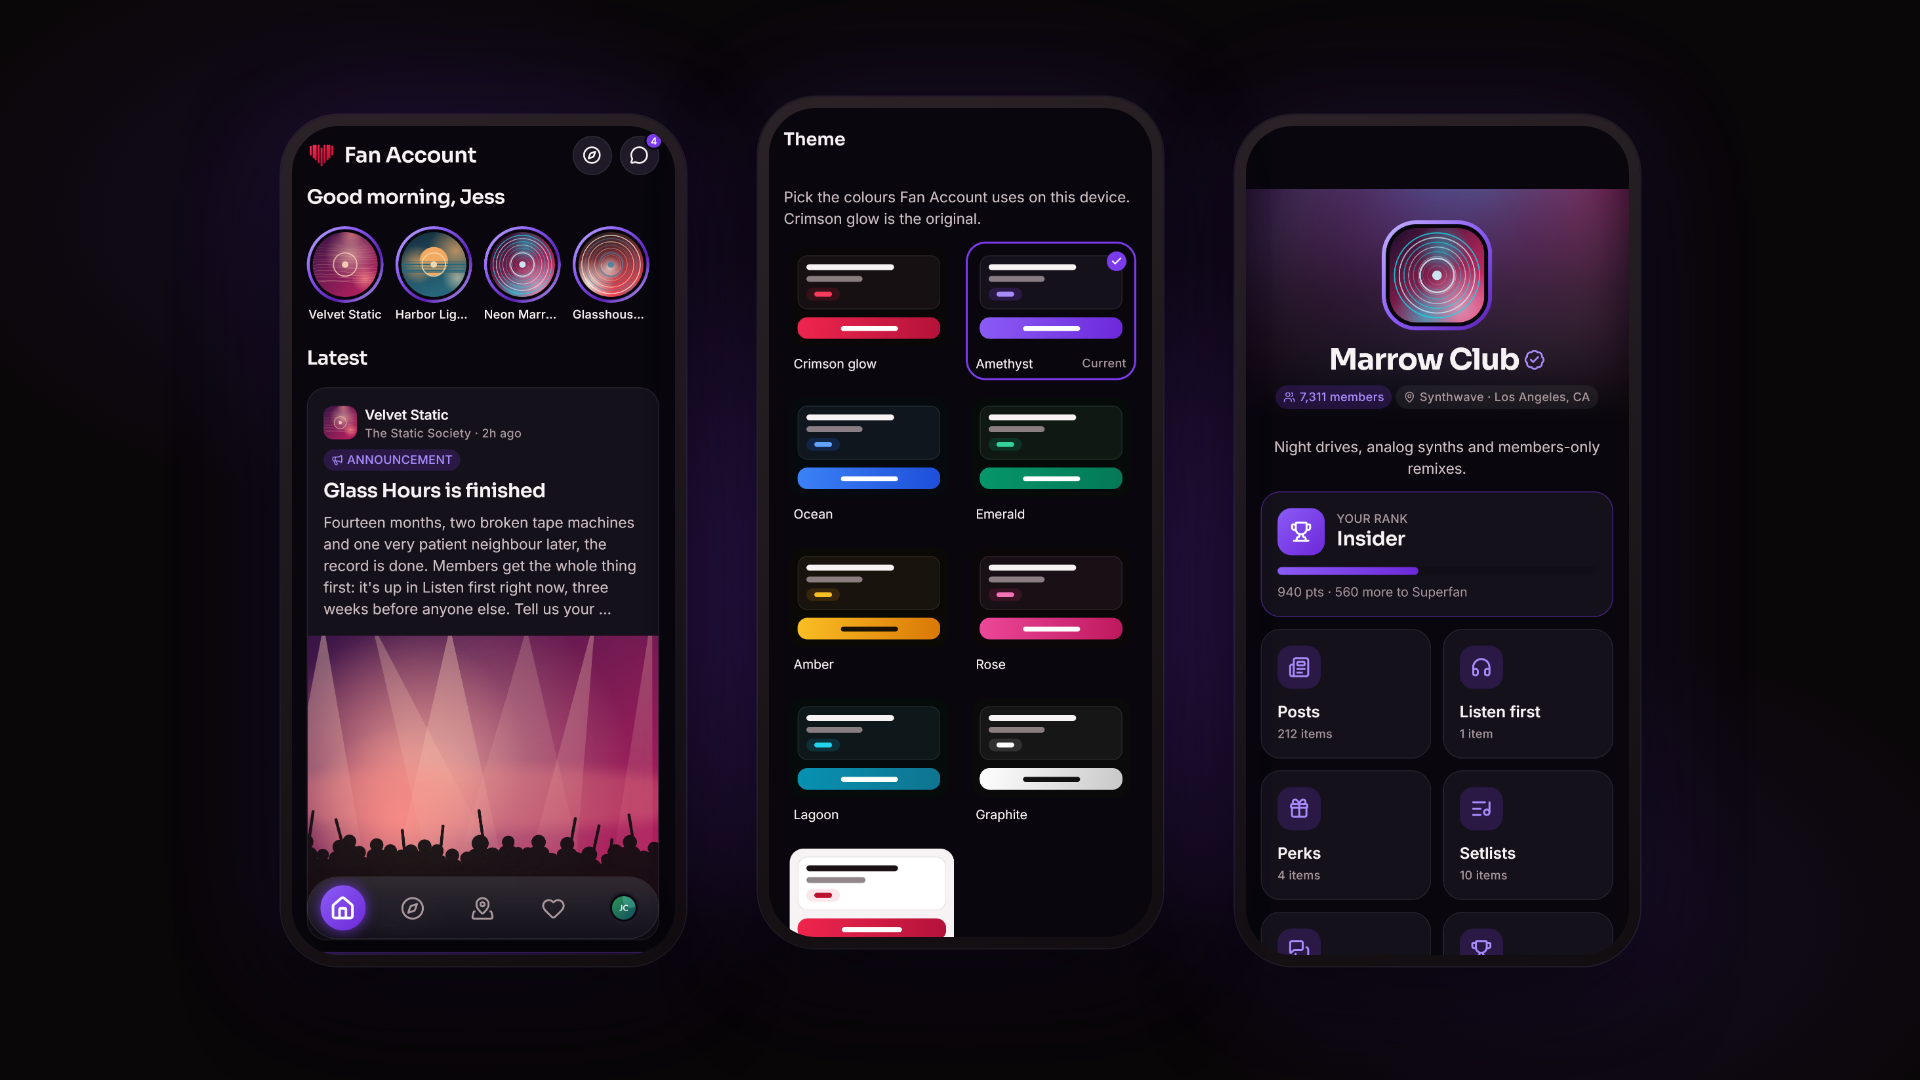 Fan Account
4
Good morning, Jess
Velvet Static
Harbor Lig...
Neon Marr...
Glasshous...
Latest
Velvet Static
The Static Society · 2h ago
ANNOUNCEMENT
Glass Hours is finished
Fourteen months, two broken tape machines
and one very patient neighbour later, the
record is done. Members get the whole thing
first: it's up in Listen first right now, three
weeks before anyone else. Tell us your ...
JC
Theme
Pick the colours Fan Account uses on this device.
Crimson glow is the original.
Crimson glow
Amethyst
Current
Ocean
Emerald
Amber
Rose
Lagoon
Graphite
Marrow Club
7,311 members
Synthwave · Los Angeles, CA
Night drives, analog synths and members-only
remixes.
YOUR RANK
Insider
940 pts · 560 more to Superfan
Posts
212 items
Listen first
1 item
Perks
4 items
Setlists
10 items